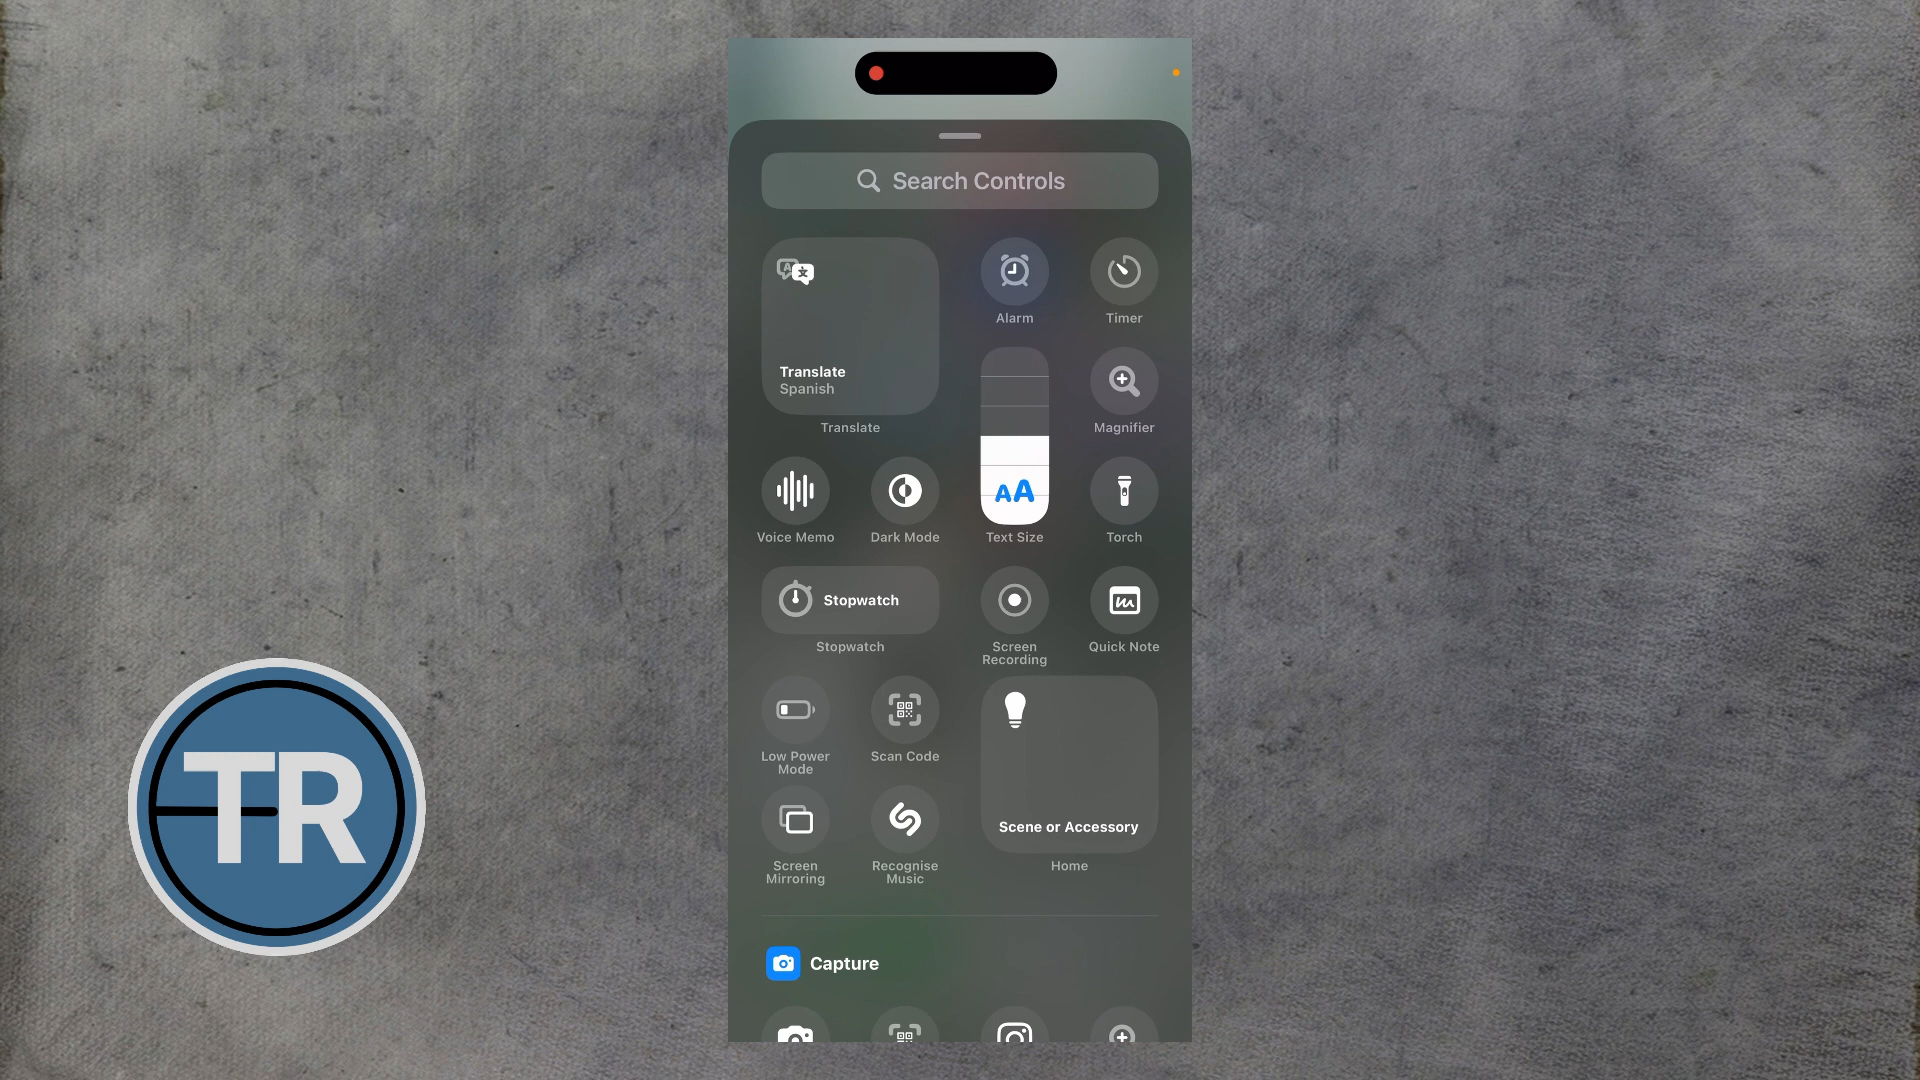 Search Controls
Alarm
Timer
Translate
Spanish
Translate
Magnifier
AA
Voice Memo
Dark Mode
Text Size
Torch
Stopwatch
Stopwatch
Screen
Recording
Quick Note
Low Power
Mode
Scan Code
Scene or Accessory
Screen
Mirroring
Recognise
Music
Home
TR
Capture